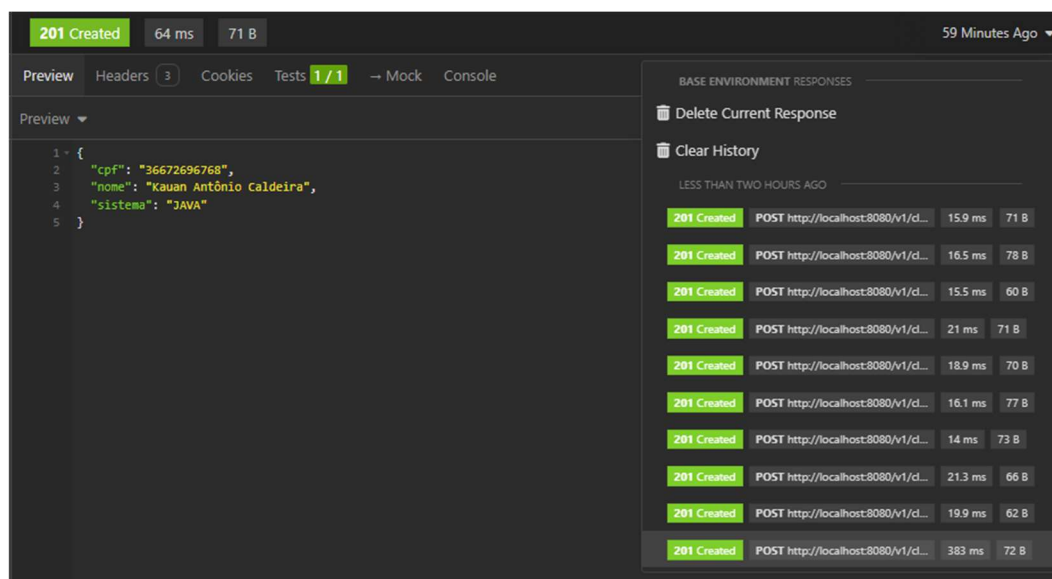 201 Created 64 ms 71 B 59 Minutes Ago
Preview Headers 3 Cookies Tests 1 / 1 → Mock Console
Preview
1 {
2 "cpf": "36672696768",
3 "nome": "Kauan Antônio Caldeira",
4 "sistema": "JAVA"
5 }
BASE ENVIRONMENT RESPONSES
Delete Current Response
Clear History
LESS THAN TWO HOURS AGO
201 Created POST http://localhost:8080/v1/cl... 15.9 ms 71 B
201 Created POST http://localhost:8080/v1/cl... 16.5 ms 78 B
201 Created POST http://localhost:8080/v1/cl... 15.5 ms 60 B
201 Created POST http://localhost:8080/v1/cl... 21 ms 71 B
201 Created POST http://localhost:8080/v1/cl... 18.9 ms 70 B
201 Created POST http://localhost:8080/v1/cl... 16.1 ms 77 B
201 Created POST http://localhost:8080/v1/cl... 14 ms 73 B
201 Created POST http://localhost:8080/v1/cl... 21.3 ms 66 B
201 Created POST http://localhost:8080/v1/cl... 19.9 ms 62 B
201 Created POST http://localhost:8080/v1/cl... 383 ms 72 B